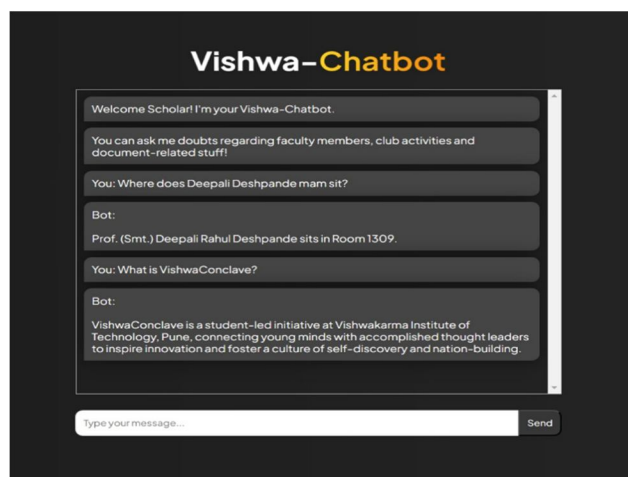 Vishwa-Chatbot
Welcome Scholar! I'm your Vishwa-Chatbot.
You can ask me doubts regarding faculty members, club activities and
document-related stuff!
You: Where does Deepali Deshpande mam sit?
Bot:
Prof. (Smt.) Deepali Rahul Deshpande sits in Room 1309.
You: What is VishwaConclave?
Bot:
VishwaConclave is a student-led initiative at Vishwakarma Institute of
Technology, Pune, connecting young minds with accomplished thought leaders
to inspire innovation and foster a culture of self-discovery and nation-building.
Type your message...
Send